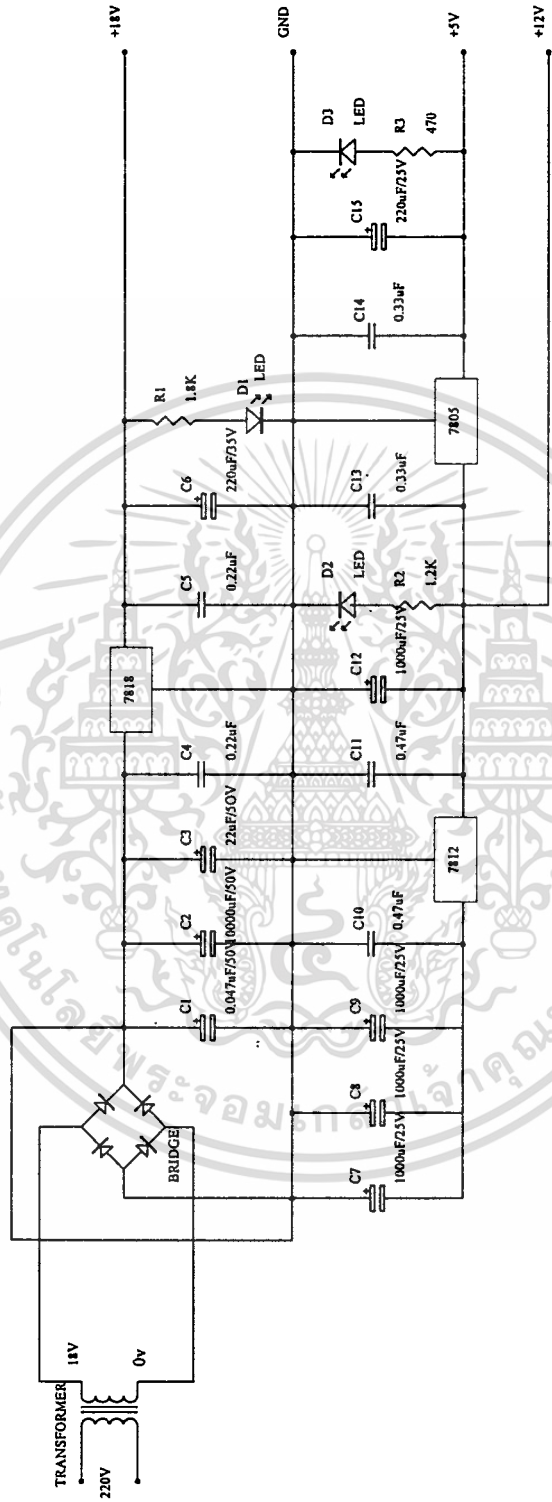 TRANSFORMER
220V
18V
0v
BRIDGE
C1
0.047uF/50V
C2
10000uF/50V
C3
22uF/5OV
C4
0.22uF
7818
C5
0.22uF
C6
220uF/35V
R1
1.8K
D1
LED
+18V
GND
C7
1000uF/25V
C8
1000uF/25V
C9
1000uF/25V
C10
0.47uF
7812
C11
0.47uF
C12
1000uF/25V
D2
LED
R2
1.2K
C13
0.33uF
7805
C14
0.33uF
C15
220uF/25V
D3
LED
R3
470
+5V
+12V